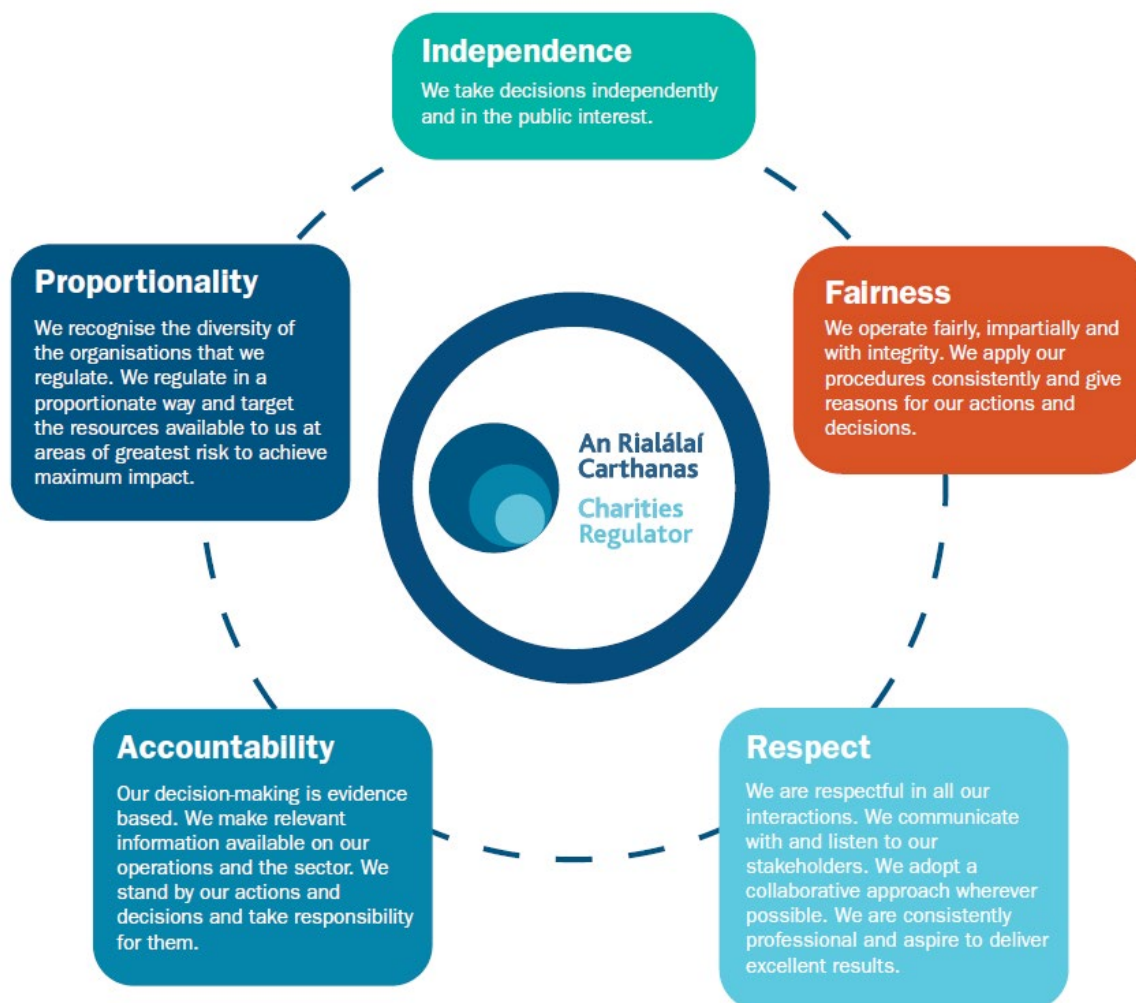 Independence
We take decisions independently
and in the public interest.
Proportionality
We recognise the diversity of
the organisations that we
regulate. We regulate in a
proportionate way and target
the resources available to us at
areas of greatest risk to achieve
maximum impact.
Fairness
We operate fairly, impartially and
with integrity. We apply our
procedures consistently and give
reasons for our actions and
decisions.
An Rialálaí
Carthanas
Charities
Regulator
Accountability
Our decision-making is evidence
based. We make relevant
information available on our
operations and the sector. We
stand by our actions and
decisions and take responsibility
for them.
Respect
We are respectful in all our
interactions. We communicate
with and listen to our
stakeholders. We adopt a
collaborative approach wherever
possible. We are consistently
professional and aspire to deliver
excellent results.